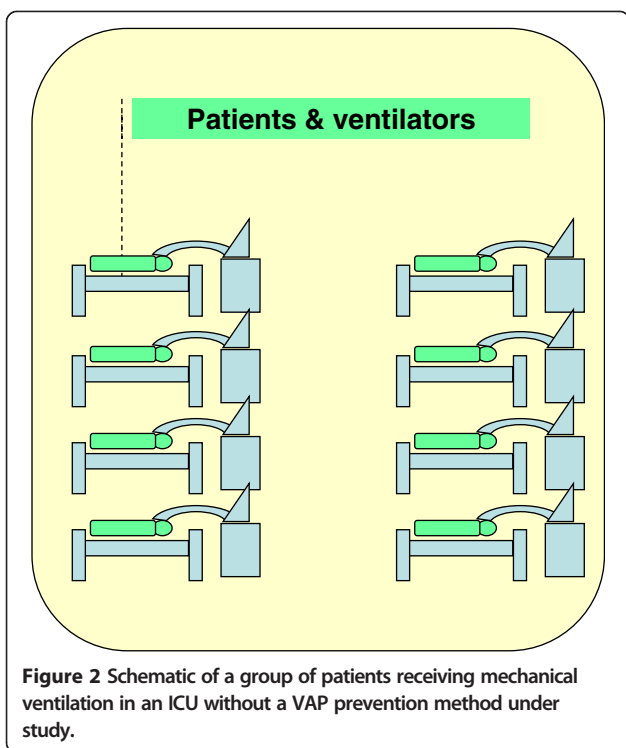 Patients & ventilators
Figure 2 Schematic of a group of patients receiving mechanical
ventilation in an ICU without a VAP prevention method under
study.